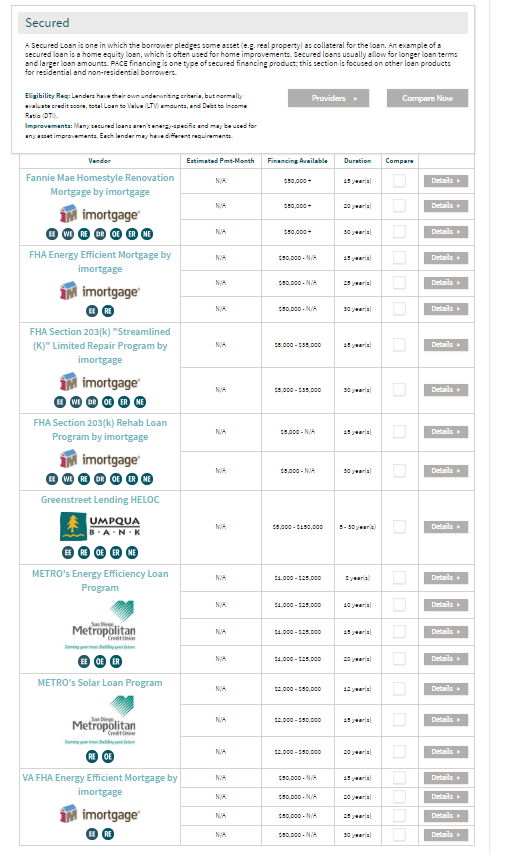 Secured
A Secured Loan is one in which the borrower pledges some asset (e.g. real property) as collateral for the loan. An example of a
secured loan is a home equity loan, which is often used for home improvements. Secured loans usually allow for longer loan terms
and larger loan amounts. PACE financing is one type of secured financing product; this section is focused on other loan products
for residential and non-residential borrowers.
Eligibility Req: Lenders have their own underwriting criteria, but normally
evaluate credit score, total Loan to Value (LTV) amounts, and Debt to Income
Ratio (DTI).
Improvements: Many secured loans aren't energy-specific and may be used for
any asset improvements. Each lender may have different requirements.
Providers
Compare Now
Vendor Estimated Pmt-Month Financing Available Duration Compare
Fannie Mae Homestyle Renovation
Mortgage by imortgage
imortgage
EE WE RE DR OE ER NE
N/A $50,000 + 15 year(s) Details
N/A $50,000 + 20 year(s) Details
N/A $50,000 + 30 year(s) Details
FHA Energy Efficient Mortgage by
imortgage
imortgage
EE RE
N/A $50,000 - N/A 15 year(s) Details
N/A $50,000 - N/A 25 year(s) Details
N/A $50,000 - N/A 30 year(s) Details
FHA Section 203(k) "Streamlined
(K)" Limited Repair Program by
imortgage
imortgage
EE WE DR OE ER NE
N/A $5,000 - $35,000 15 year(s) Details
N/A $5,000 - $35,000 30 year(s) Details
FHA Section 203(k) Rehab Loan
Program by imortgage
imortgage
EE WE RE DR OE ER NE
N/A $5,000 - N/A 15 year(s) Details
N/A $5,000 - N/A 30 year(s) Details
Greenstreet Lending HELOC
UMPQUA
B·A·N·K
EE RE OE ER NE
N/A $5,000 - $150,000 5 - 30 year(s) Details
METRO's Energy Efficiency Loan
Program
San Diego
Metropolitan
Credit Union
Earning your trust. Building your future.
EE OE ER
N/A $1,000 - $25,000 2 year(s) Details
N/A $1,000 - $25,000 10 year(s) Details
N/A $1,000 - $25,000 15 year(s) Details
N/A $1,000 - $25,000 20 year(s) Details
METRO's Solar Loan Program
San Diego
Metropolitan
Credit Union
Earning your trust. Building your future.
RE OE
N/A $2,000 - $50,000 12 year(s) Details
N/A $2,000 - $50,000 15 year(s) Details
N/A $2,000 - $50,000 20 year(s) Details
VA FHA Energy Efficient Mortgage by
imortgage
imortgage
EE RE
N/A $50,000 - N/A 15 year(s) Details
N/A $50,000 - N/A 20 year(s) Details
N/A $50,000 - N/A 25 year(s) Details
N/A $50,000 - N/A 30 year(s) Details